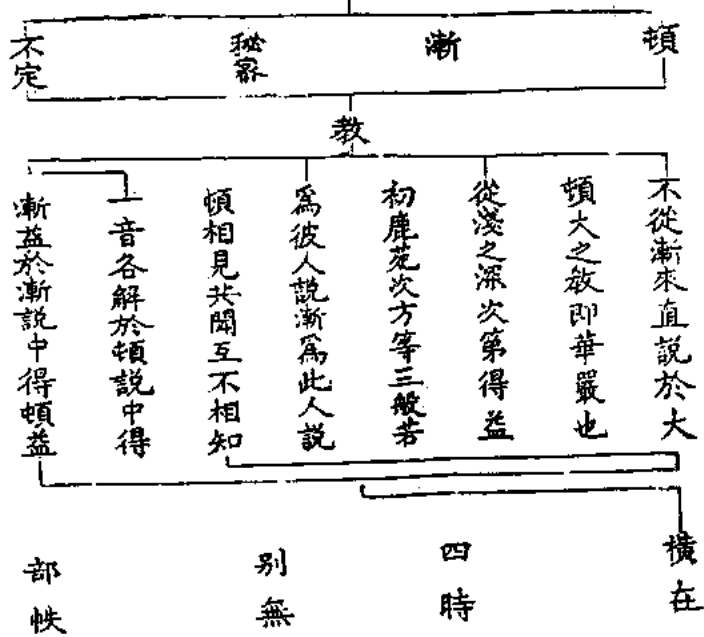 頓
漸
秘密
不定
教
不從漸來直說於大
頓大之教即華嚴也
從淺之深次第得益
初鹿苑次方等三般若
為彼人說漸為此人說
頓相見共聞互不相知
一音各解於頓說中得
漸益於漸說中得頓益
橫在
四時
別無
部帙